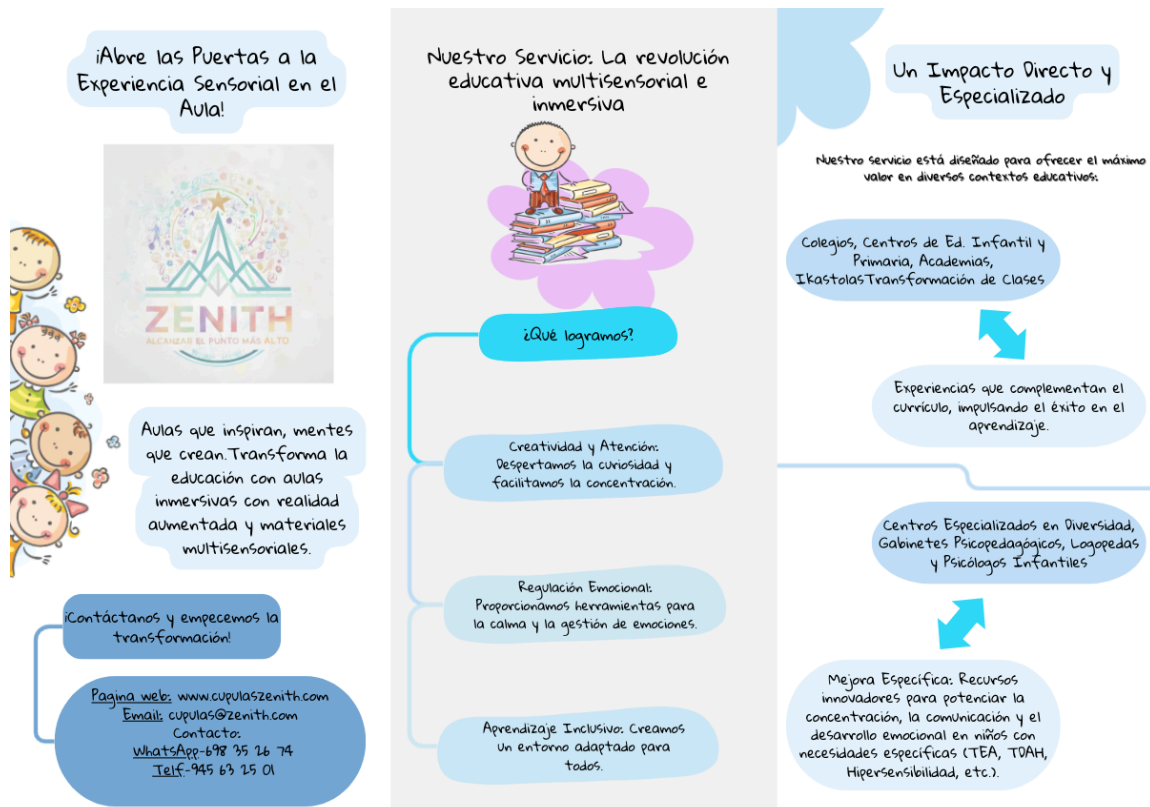 ¡Abre las Puertas a la
Experiencia Sensorial en el
Aula!
ZENITH
ALCANZAR EL PUNTO MÁS ALTO
Aulas que inspiran, mentes
que crean.Transforma la
educación con aulas
inmersivas con realidad
aumentada y materiales
multisensoriales.
¡Contáctanos y empecemos la
transformación!
Pagina web: www.cupulaszenith.com
Email: cupulas@zenith.com
Contacto:
WhatsApp-698 35 26 74
Telf-945 63 25 01
Nuestro Servicio: La revolución
educativa multisensorial e
inmersiva
¿Qué logramos?
Creatividad y Atención:
Despertamos la curiosidad y
facilitamos la concentración.
Regulación Emocional:
Proporcionamos herramientas para
la calma y la gestión de emociones.
Aprendizaje Inclusivo: Creamos
un entorno adaptado para
todos.
Un Impacto Directo y
Especializado
Nuestro servicio está diseñado para ofrecer el máximo
valor en diversos contextos educativos:
Colegios, Centros de Ed. Infantil y
Primaria, Academias,
IkastolasTransformación de Clases
Experiencias que complementan el
currículo, impulsando el éxito en el
aprendizaje.
Centros Especializados en Diversidad,
Gabinetes Psicopedagógicos, Logopedas
y Psicólogos Infantiles
Mejora Específica: Recursos
innovadores para potenciar la
concentración, la comunicación y el
desarrollo emocional en niños con
necesidades específicas (TEA, TDAH,
Hipersensibilidad, etc.).